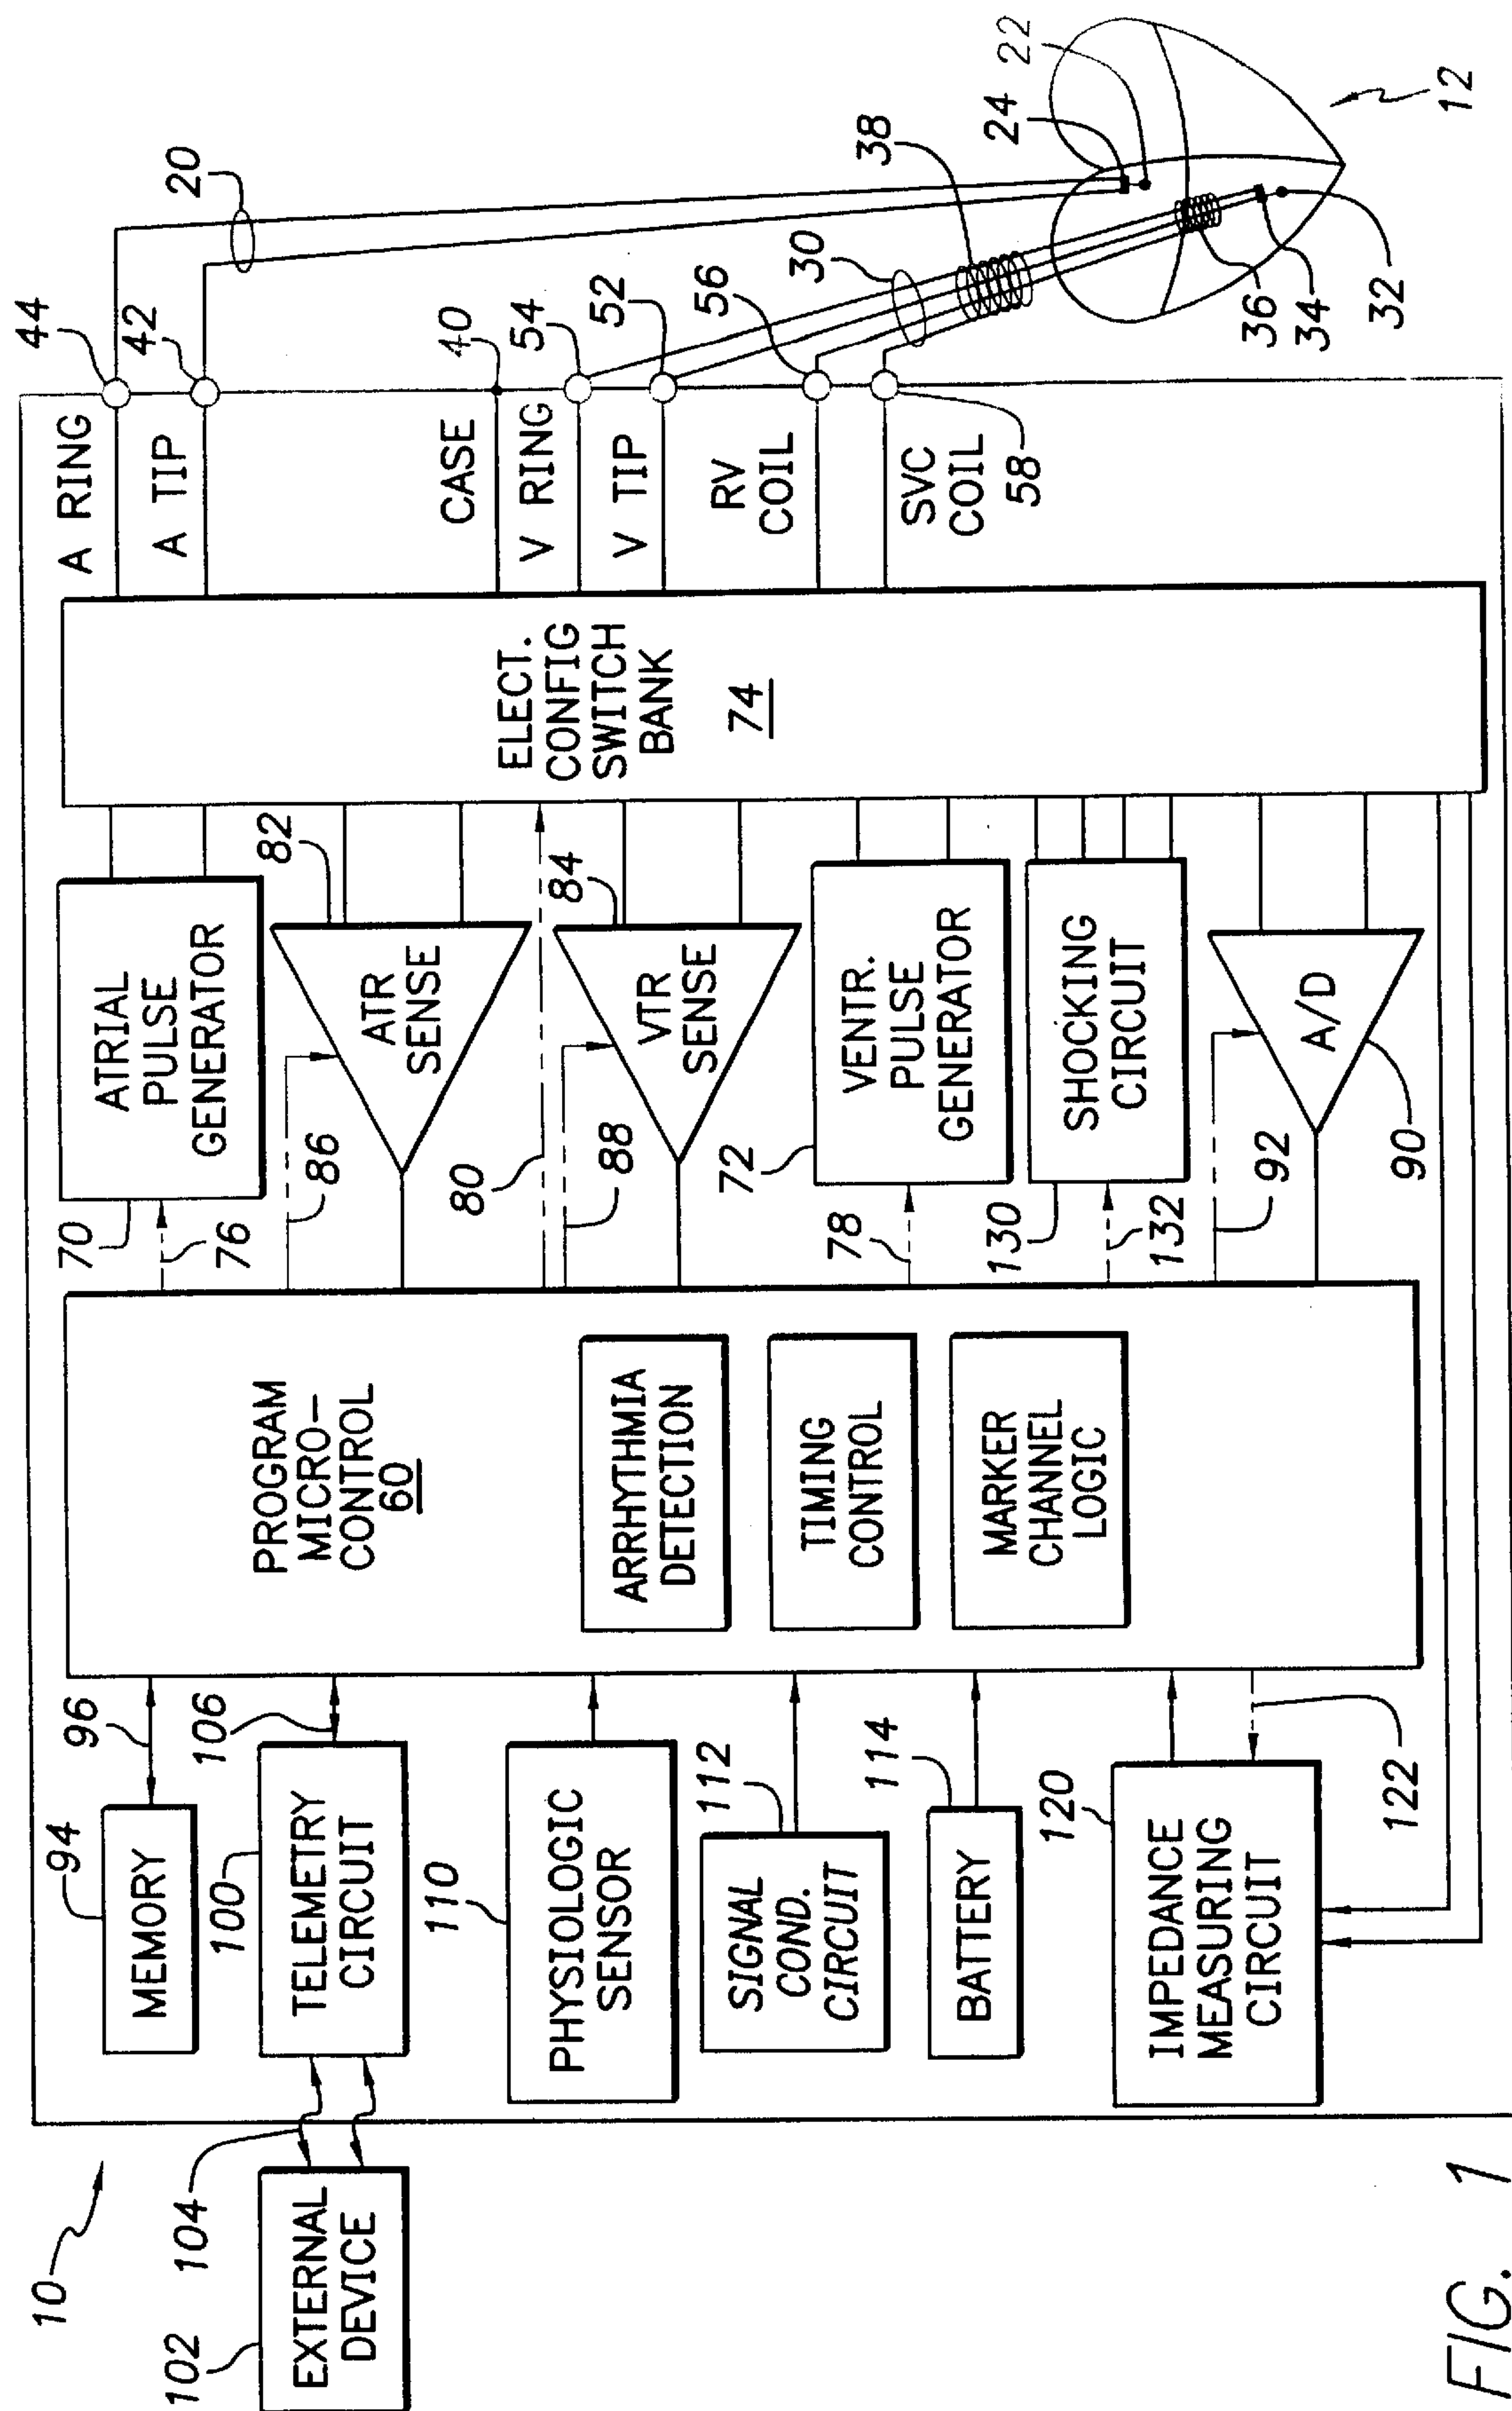 10
102
EXTERNAL
DEVICE
104
94
MEMORY
96
100
TELEMETRY
CIRCUIT
106
110
PHYSIOLOGIC
SENSOR
112
SIGNAL
COND.
CIRCUIT
114
BATTERY
120
IMPEDANCE
MEASURING
CIRCUIT
122
PROGRAM
MICRO-
CONTROL
60
ARRHYTHMIA
DETECTION
TIMING
CONTROL
MARKER
CHANNEL
LOGIC
70
76
ATRIAL
PULSE
GENERATOR
86
82
ATR
SENSE
80
84
88
VTR
SENSE
72
78
VENTR.
PULSE
GENERATOR
130
132
SHOCKING
CIRCUIT
92
A/D
90
ELECT.
CONFIG
SWITCH
BANK
74
A RING
44
A TIP
42
CASE
40
V RING
54
V TIP
52
RV
COIL
56
SVC
COIL
58
20
30
38
24
22
36
34
32
12
FIG. 1